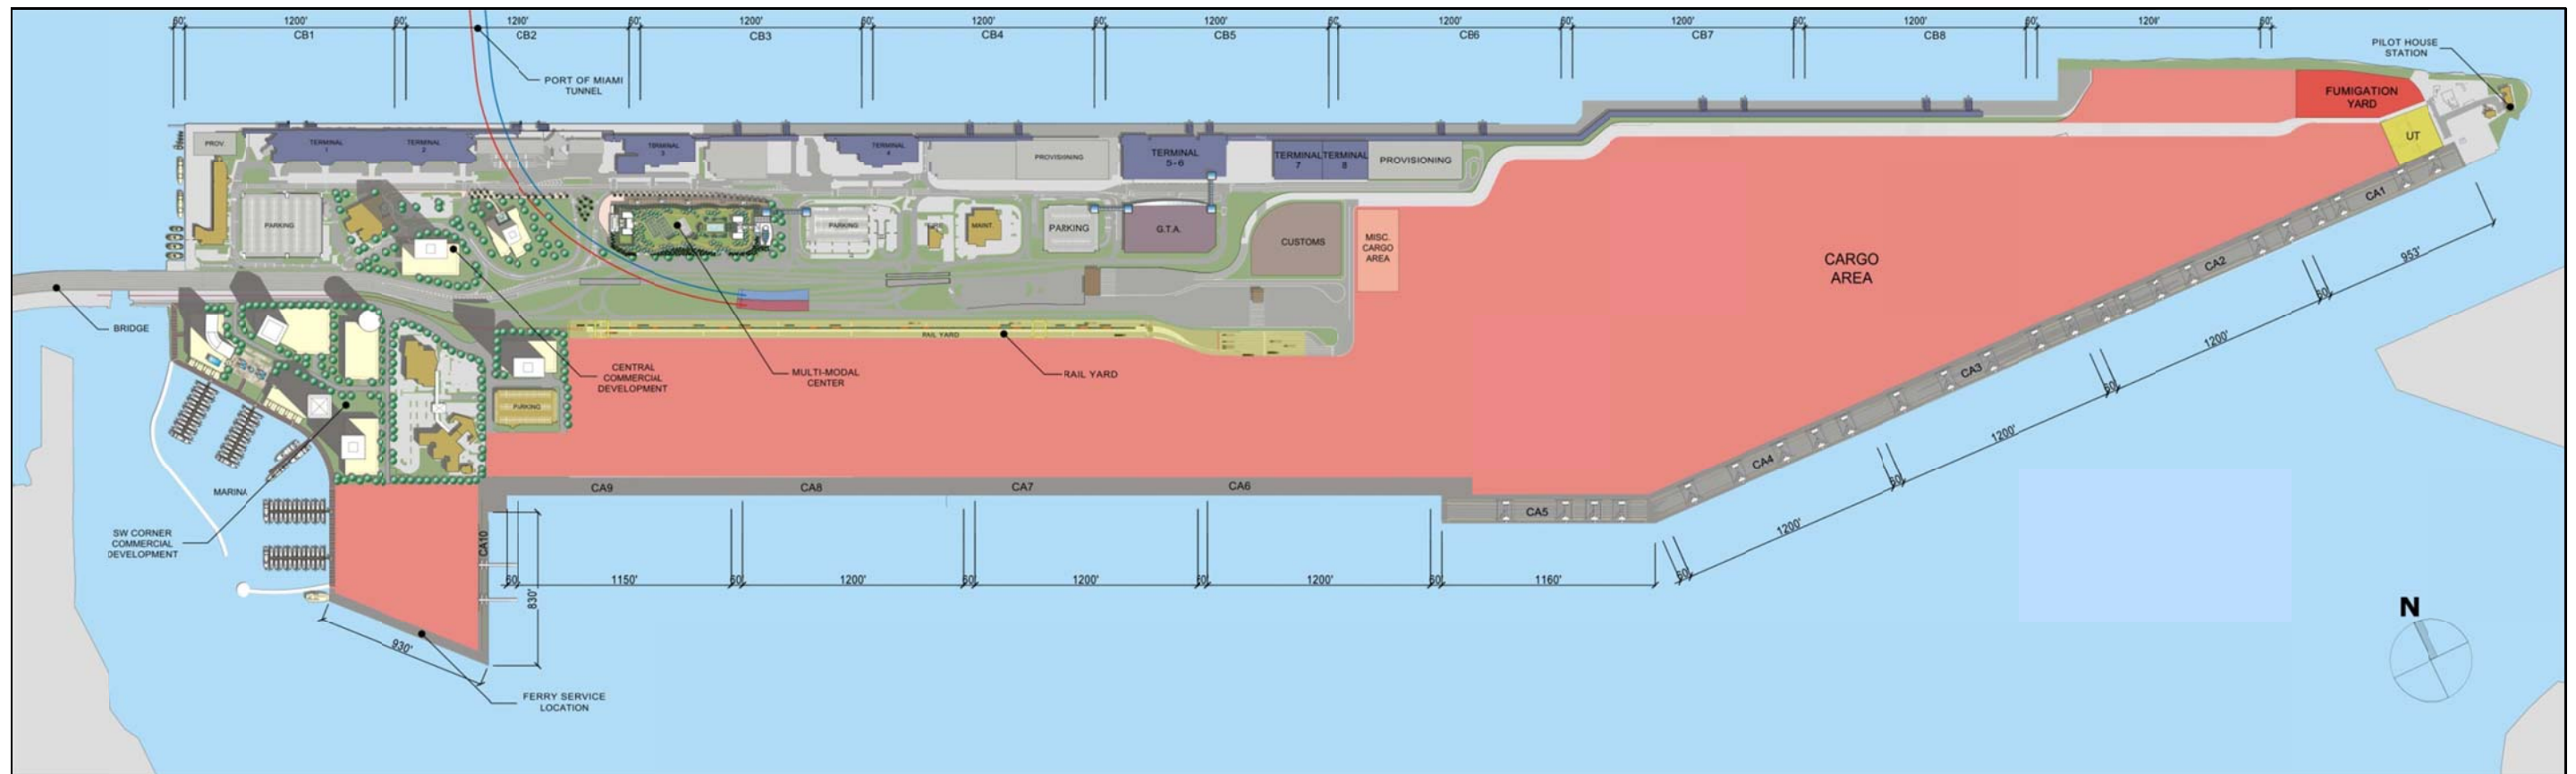 60'
1200'
60'
1200'
60'
1200'
60'
1200'
60'
1200'
60'
1200'
60'
1200'
60'
1200'
60'
1200'
60'
CB1
CB2
CB3
CB4
CB5
CB6
CB7
CB8
PILOT HOUSE
STATION
PORT OF MIAMI
TUNNEL
FUMIGATION
YARD
UT
PROV.
TERMINAL
1
TERMINAL
2
TERMINAL
3
TERMINAL
4
PROVISIONING
TERMINAL
5-6
TERMINAL
7
TERMINAL
8
PROVISIONING
PARKING
PARKING
MAINT.
PARKING
G.T.A.
CUSTOMS
MISC.
CARGO
AREA
CARGO
AREA
BRIDGE
RAIL YARD
CENTRAL
COMMERCIAL
DEVELOPMENT
MULTI-MODAL
CENTER
RAIL YARD
PARKING
MARINA
SW CORNER
COMMERCIAL
DEVELOPMENT
CA1
CA2
CA3
CA4
CA5
CA6
CA7
CA8
CA9
CA10
953'
60'
1200'
60'
1200'
60'
1200'
60'
60'
1150'
60'
1200'
60'
1200'
60'
1200'
60'
1160'
830'
930'
FERRY SERVICE
LOCATION
N